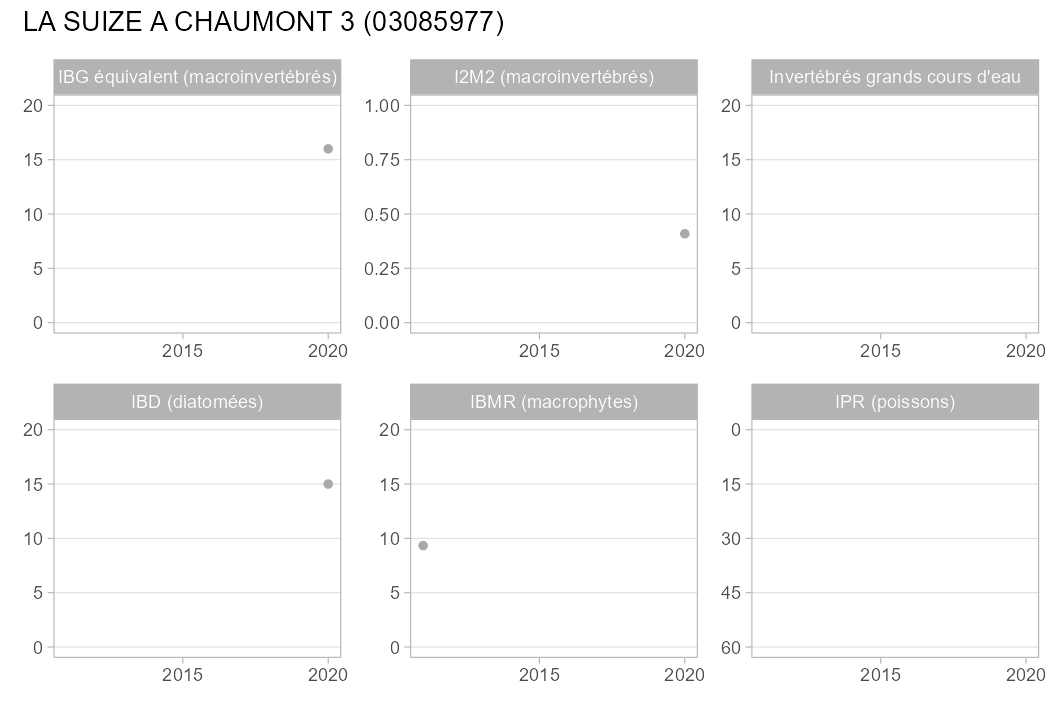 LA SUIZE A CHAUMONT 3 (03085977)
IBG équivalent (macroinvertébrés) I2M2 (macroinvertébrés) Invertébrés grands cours d'eau
20 1.00 20
15 0.75 15
10 0.50 10
5 0.25 5
0 0.00 0
2015 2020 2015 2020 2015 2020
IBD (diatomées) IBMR (macrophytes) IPR (poissons)
20 20 0
15 15 15
10 10 30
5 5 45
0 0 60
2015 2020 2015 2020 2015 2020